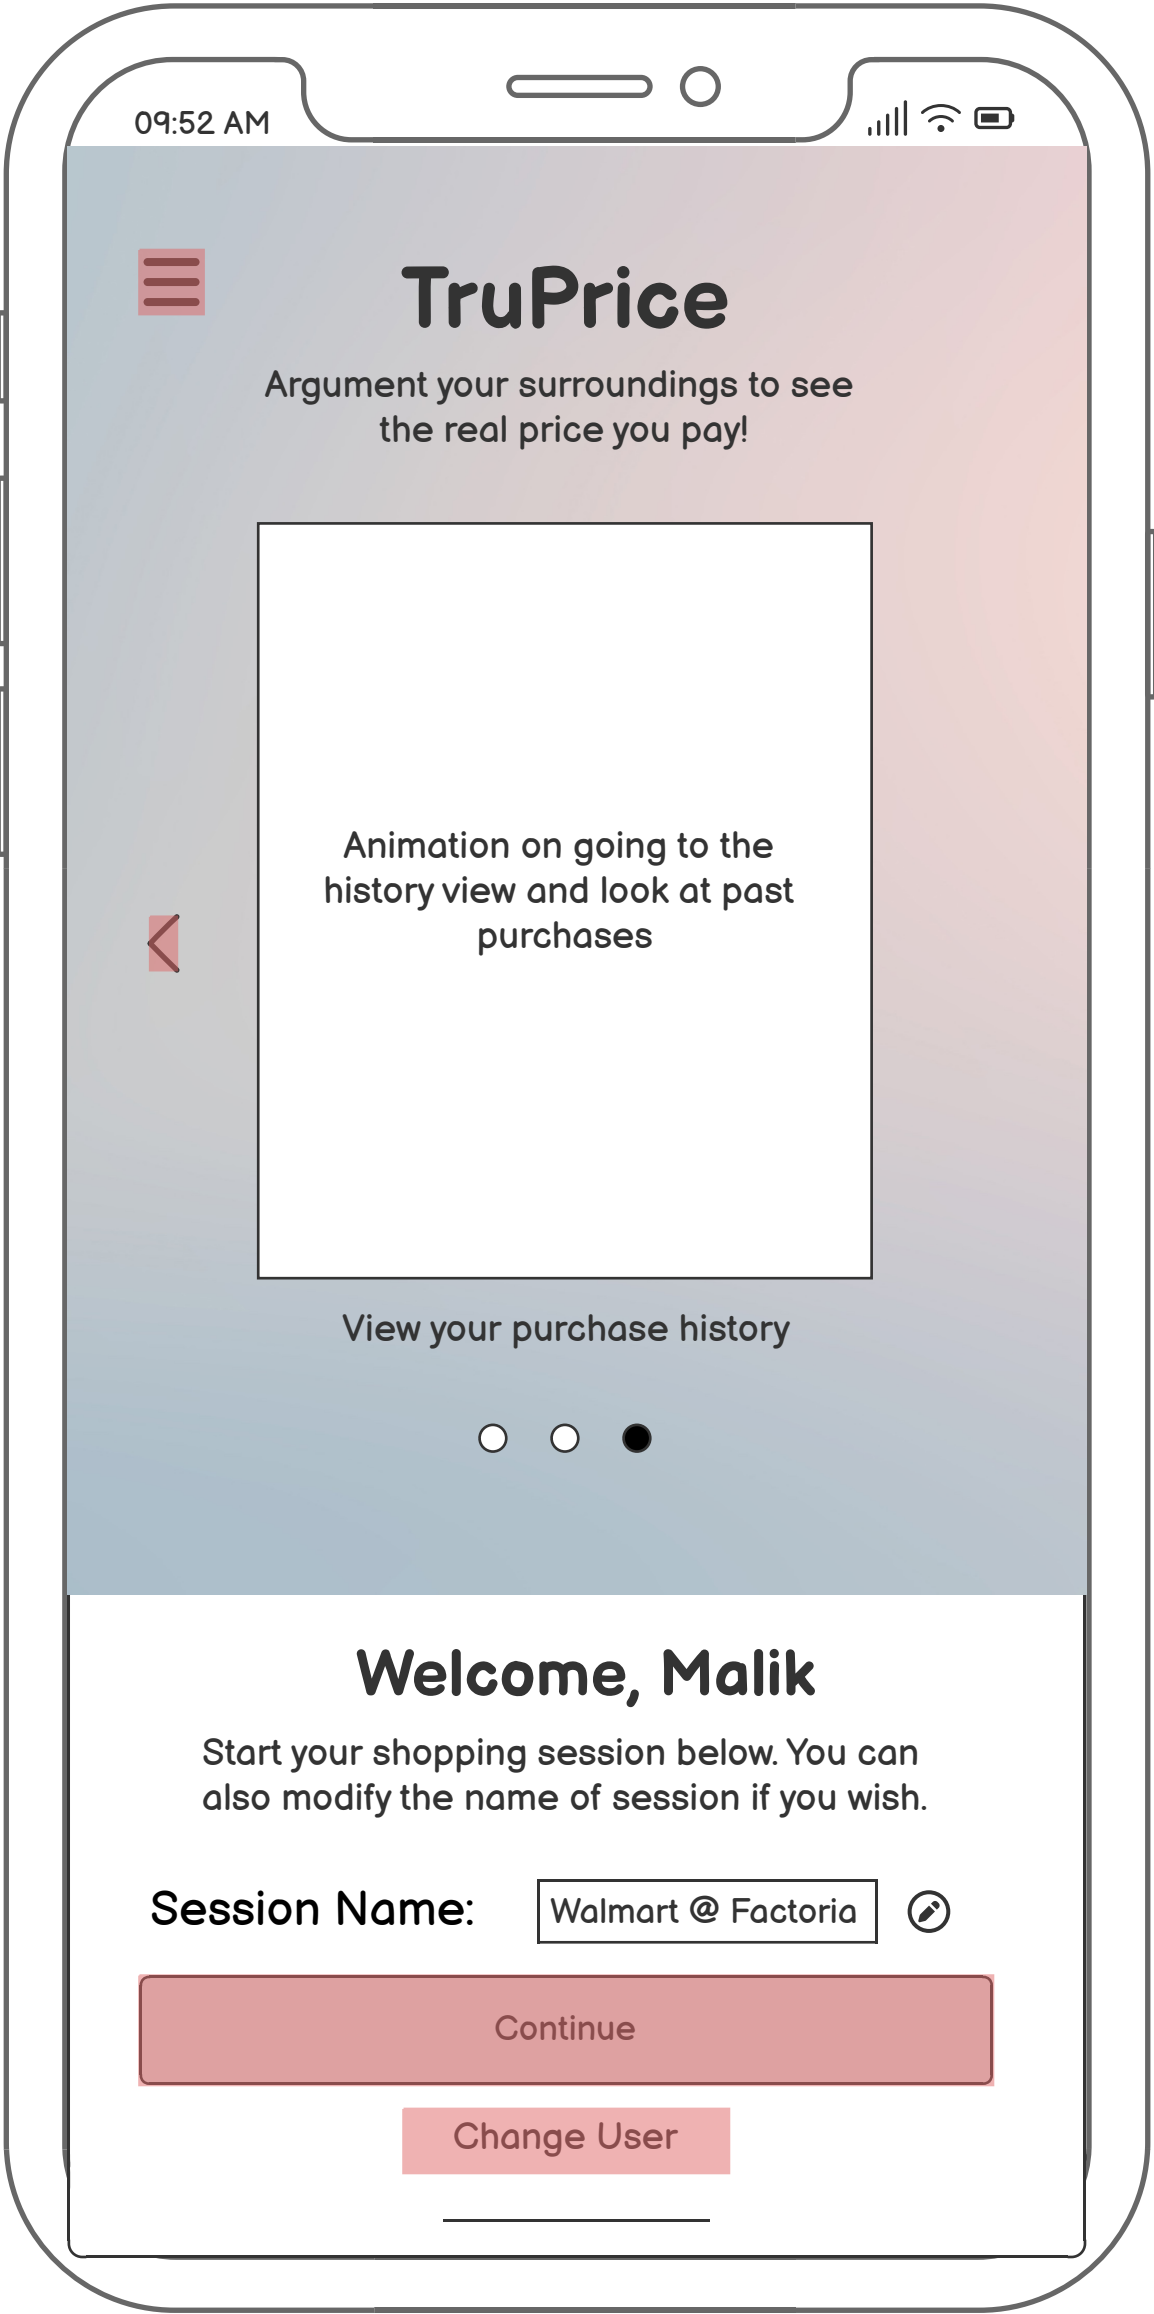 09:52 AM
TruPrice
Argument your surroundings to see
the real price you pay!
Animation on going to the
history view and look at past
purchases
View your purchase history
Welcome, Malik
Start your shopping session below. You can
also modify the name of session if you wish.
Session Name: Walmart @ Factoria
Continue
Change User